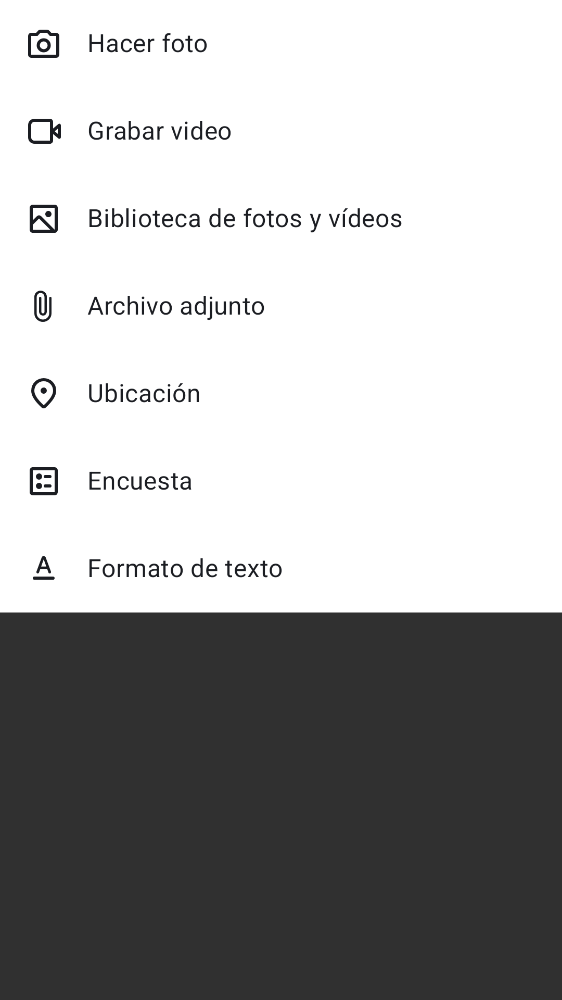 Hacer foto
Grabar video
Biblioteca de fotos y vídeos
Archivo adjunto
Ubicación
Encuesta
Formato de texto